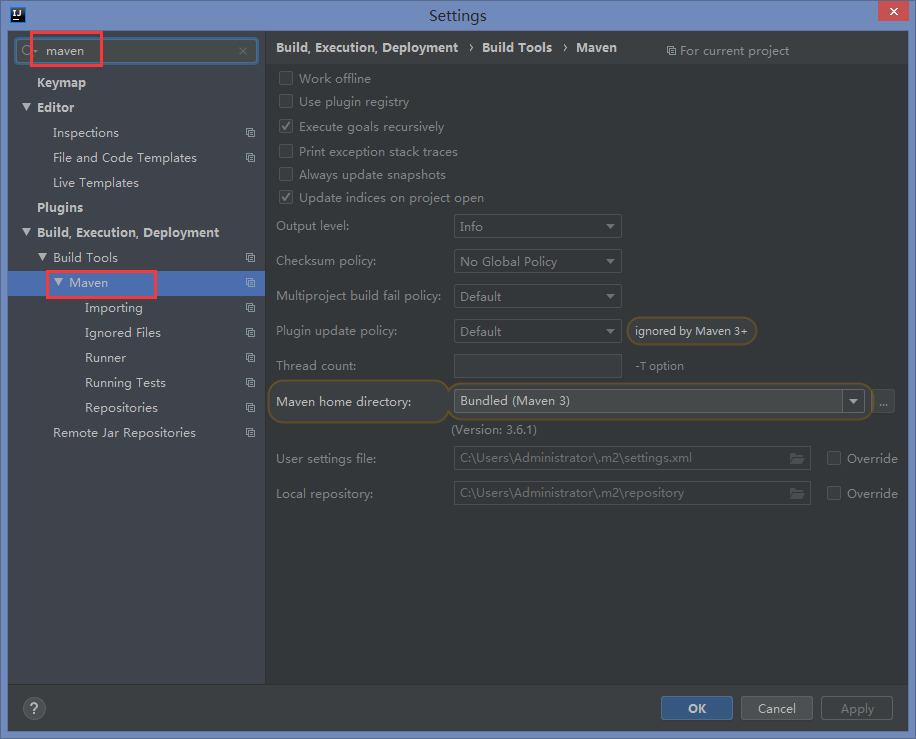 Settings
maven
Keymap
Editor
Inspections
File and Code Templates
Live Templates
Plugins
Build, Execution, Deployment
Build Tools
Maven
Importing
Ignored Files
Runner
Running Tests
Repositories
Remote Jar Repositories
Build, Execution, Deployment › Build Tools › Maven For current project
Work offline
Use plugin registry
Execute goals recursively
Print exception stack traces
Always update snapshots
Update indices on project open
Output level: Info
Checksum policy: No Global Policy
Multiproject build fail policy: Default
Plugin update policy: Default ignored by Maven 3+
Thread count: -T option
Maven home directory: Bundled (Maven 3) ...
(Version: 3.6.1)
User settings file: C:\Users\Administrator\.m2\settings.xml Override
Local repository: C:\Users\Administrator\.m2\repository Override
? OK Cancel Apply